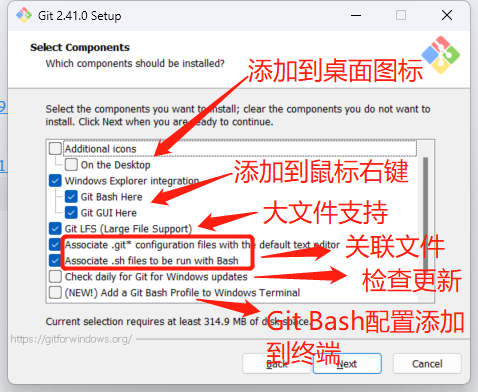 Git 2.41.0 Setup
Select Components
Which components should be installed?
添加到桌面图标
Select the components you want to install; clear the components you do not want to
install. Click Next when you are ready to continue.
Additional icons
On the Desktop
Windows Explorer integration
添加到鼠标右键
Git Bash Here
Git GUI Here
大文件支持
Git LFS (Large File Support)
Associate .git* configuration files with the default text editor
关联文件
Associate .sh files to be run with Bash
Check daily for Git for Windows updates
检查更新
(NEW!) Add a Git Bash Profile to Windows Terminal
Git Bash配置添加
到终端
Current selection requires at least 314.9 MB of disk space.
https://gitforwindows.org/
Back
Next
Cancel